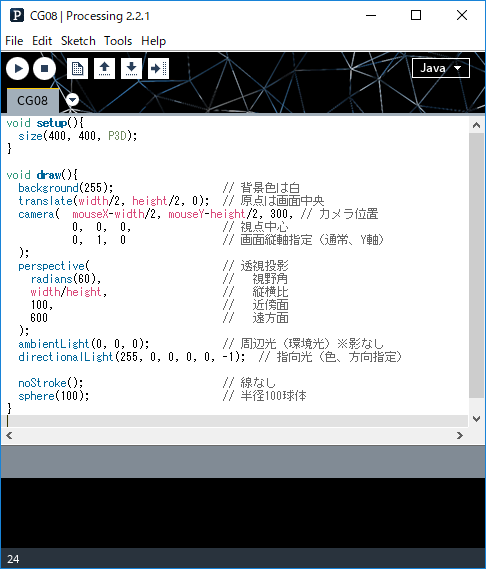 CG08 | Processing 2.2.1
File Edit Sketch Tools Help
Java
CG08
void setup(){
  size(400, 400, P3D);
}

void draw(){
  background(255);                  // 背景色は白
  translate(width/2, height/2, 0);  // 原点は画面中央
  camera(  mouseX-width/2, mouseY-height/2, 300, // カメラ位置
           0,  0,  0,               // 視点中心
           0,  1,  0                // 画面縦軸指定（通常、Y軸）
  );
  perspective(                      // 透視投影
    radians(60),                    //   視野角
    width/height,                   //   縦横比
    100,                            //   近傍面
    600                             //   遠方面
  );
  ambientLight(0, 0, 0);            // 周辺光（環境光）※影なし
  directionalLight(255, 0, 0, 0, 0, -1);  // 指向光（色、方向指定）

  noStroke();                       // 線なし
  sphere(100);                      // 半径100球体
}
24